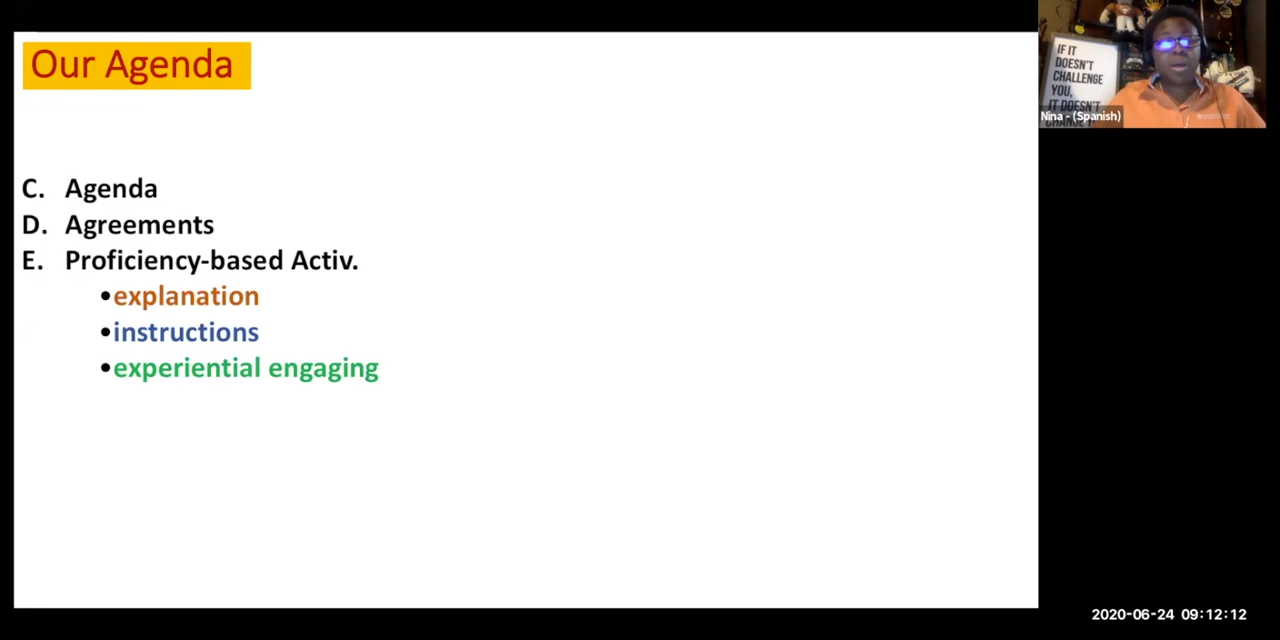 Our Agenda
C. Agenda
D. Agreements
E. Proficiency-based Activ.
•explanation
•instructions
•experiential engaging
IF IT
DOESN'T
CHALLENGE
YOU,
IT DOESN'T
Nina - (Spanish)
2020-06-24 09:12:12